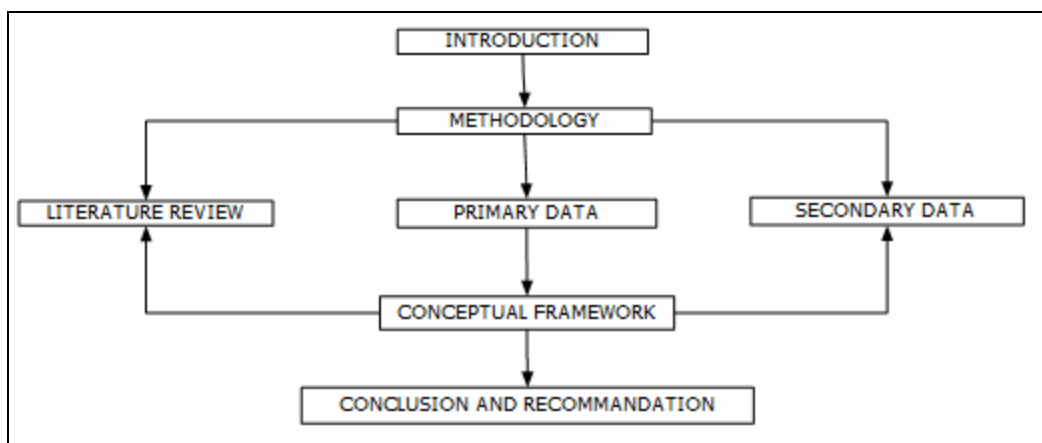 INTRODUCTION
METHODOLOGY
LITERATURE REVIEW
PRIMARY DATA
SECONDARY DATA
CONCEPTUAL FRAMEWORK
CONCLUSION AND RECOMMANDATION